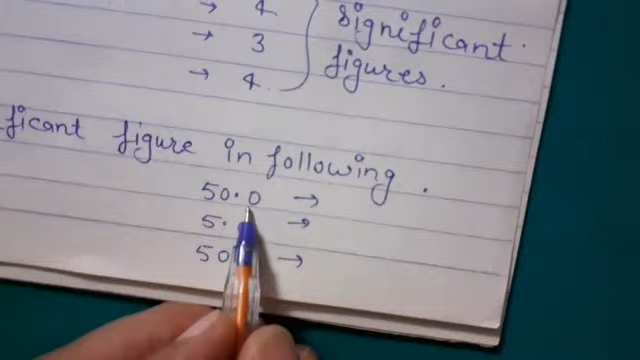 → 4
→ 3
→ 4
significant
figures.
ficant figure in following.
50.0 →
5. →
50 →